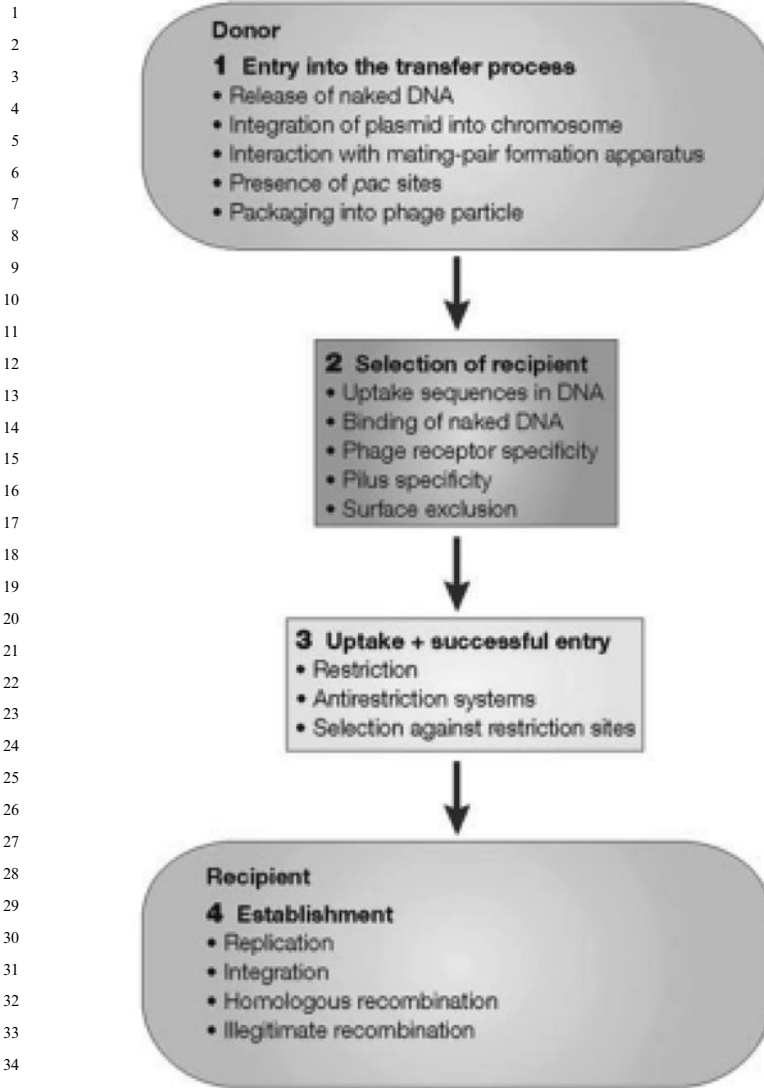 1
2
3
4
5
6
7
8
9
10
11
12
13
14
15
16
17
18
19
20
21
22
23
24
25
26
27
28
29
30
31
32
33
34
Donor
1 Entry into the transfer process
• Release of naked DNA
• Integration of plasmid into chromosome
• Interaction with mating-pair formation apparatus
• Presence of pac sites
• Packaging into phage particle
2 Selection of recipient
• Uptake sequences in DNA
• Binding of naked DNA
• Phage receptor specificity
• Pilus specificity
• Surface exclusion
3 Uptake + successful entry
• Restriction
• Antirestriction systems
• Selection against restriction sites
Recipient
4 Establishment
• Replication
• Integration
• Homologous recombination
• Illegitimate recombination